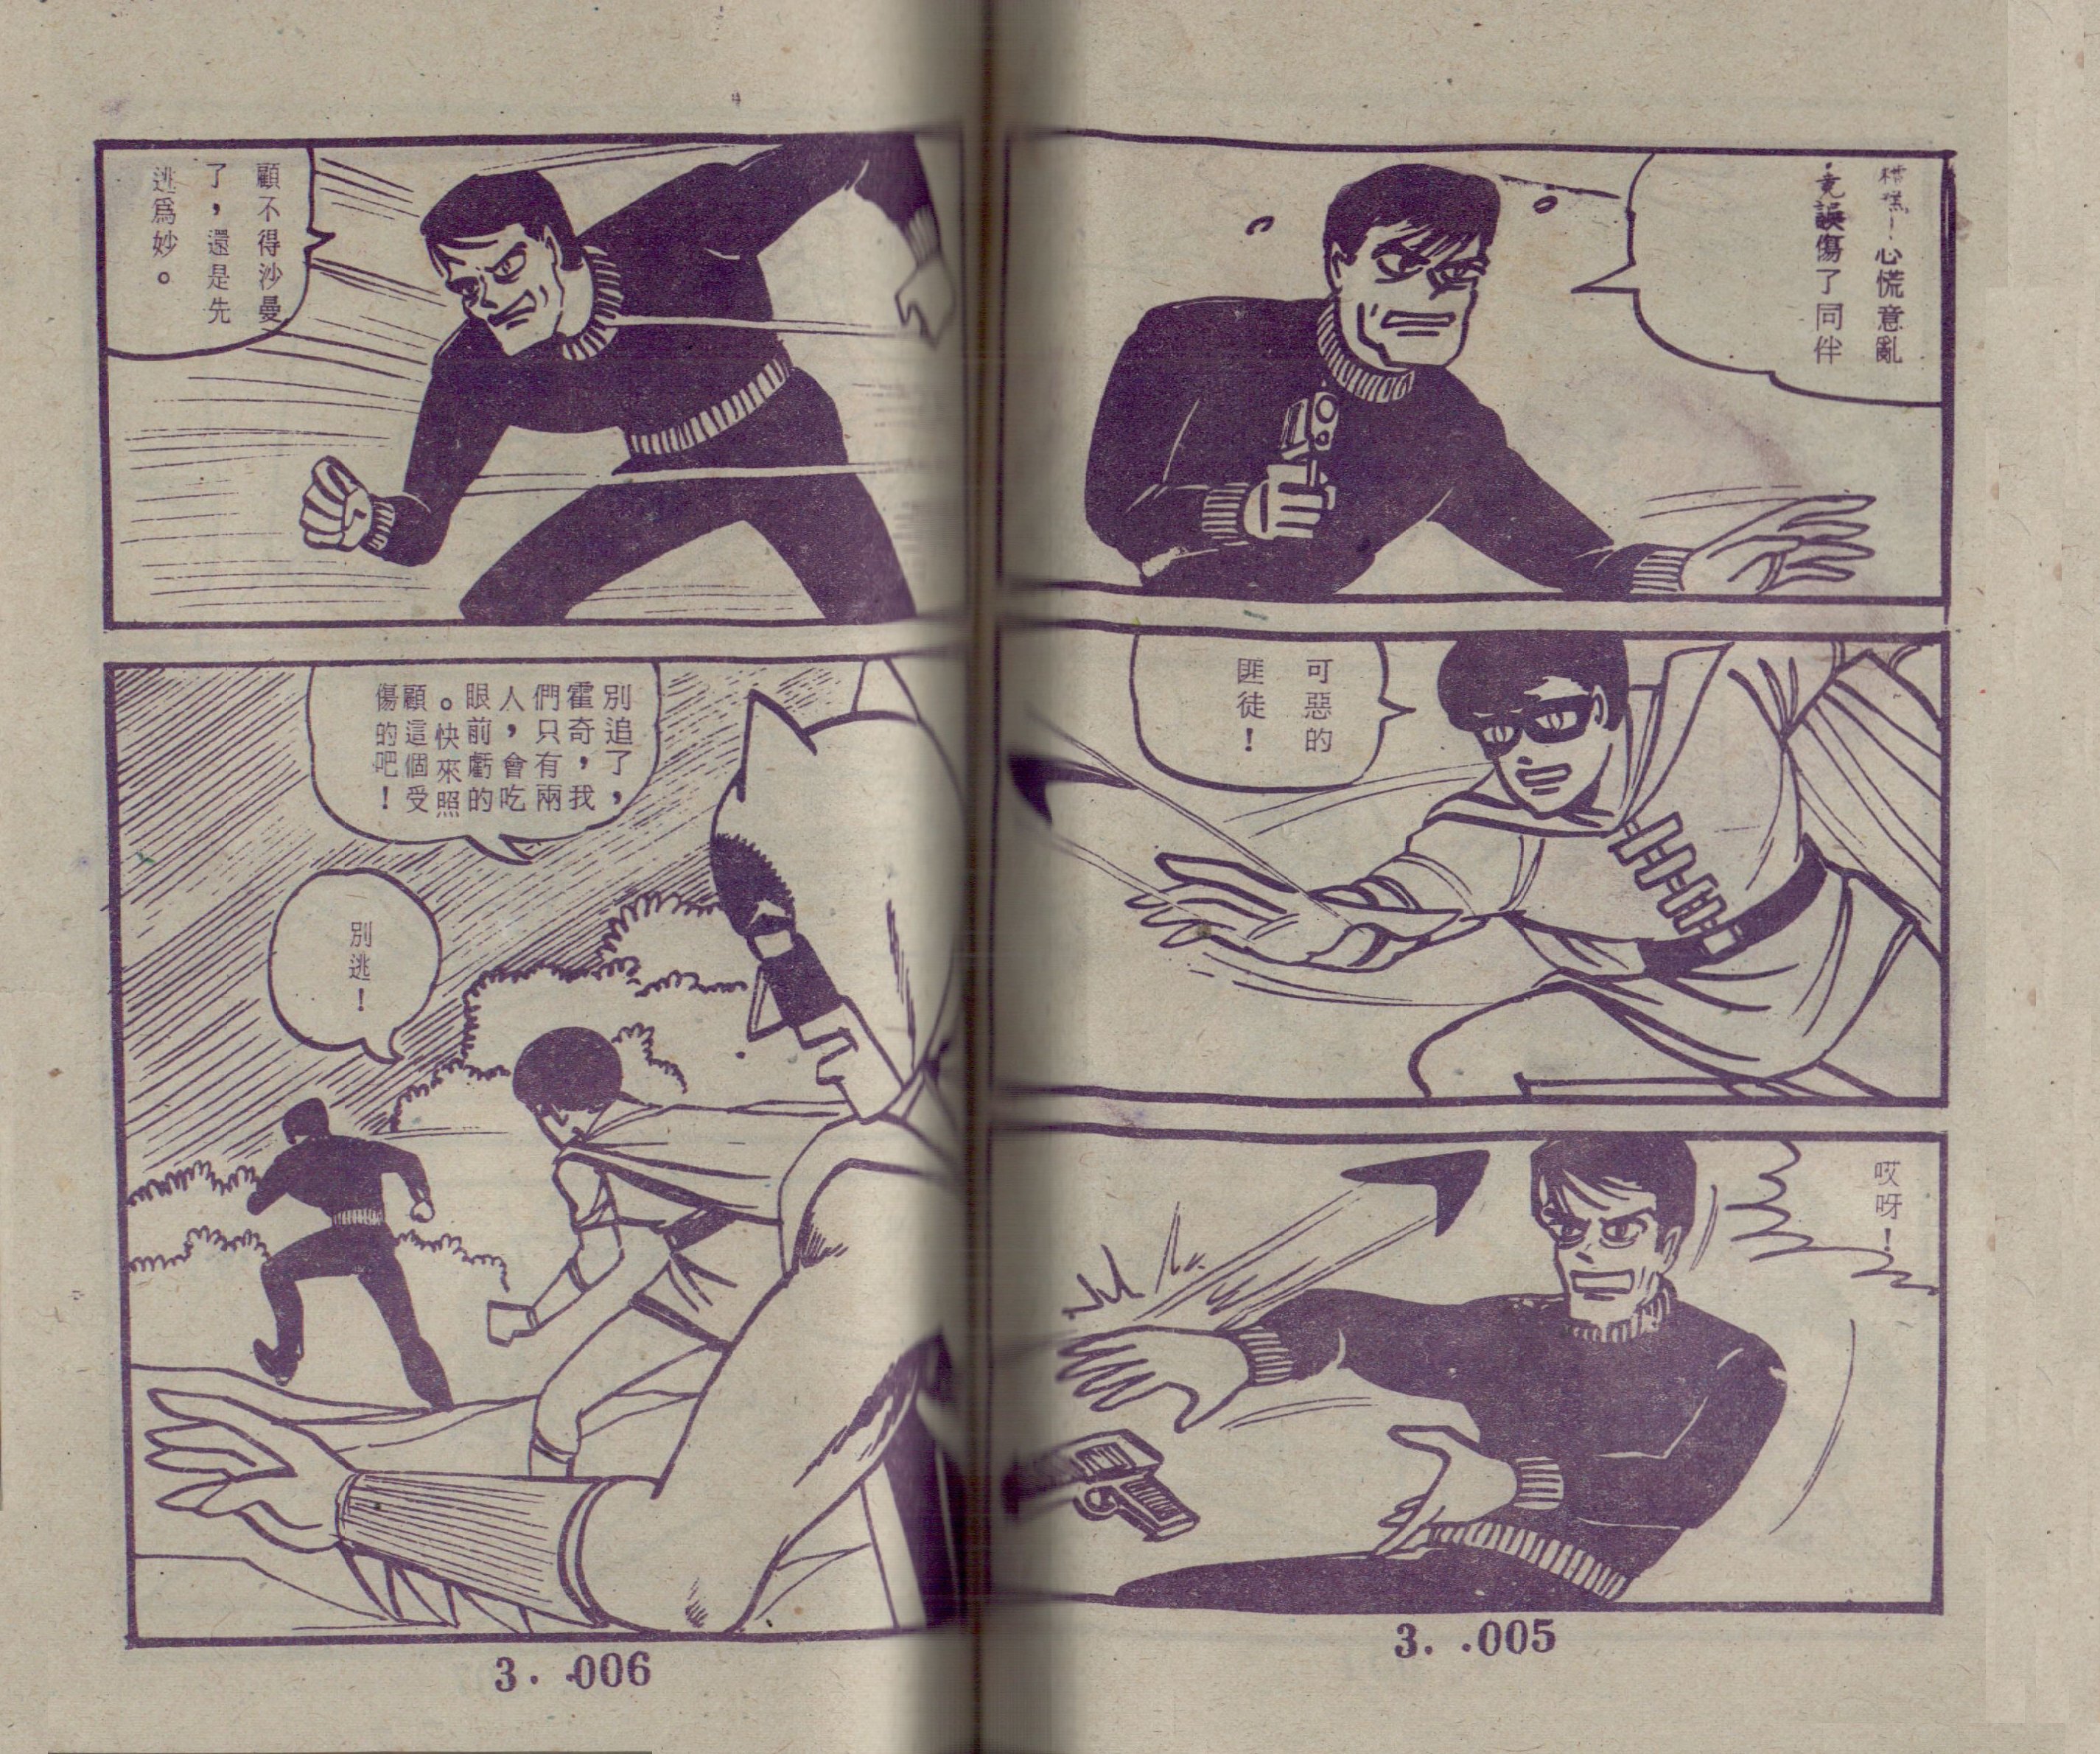 糟糕！心慌意亂
，竟誤傷了同伴
可惡的
匪徒！
哎呀！
3. .005
顧不得沙曼
了，還是先
逃爲妙。
別追了，
霍奇，我
們只有兩
人，會吃
眼前虧的
。快來照
顧這個受
傷的吧！
別逃！
3. .006